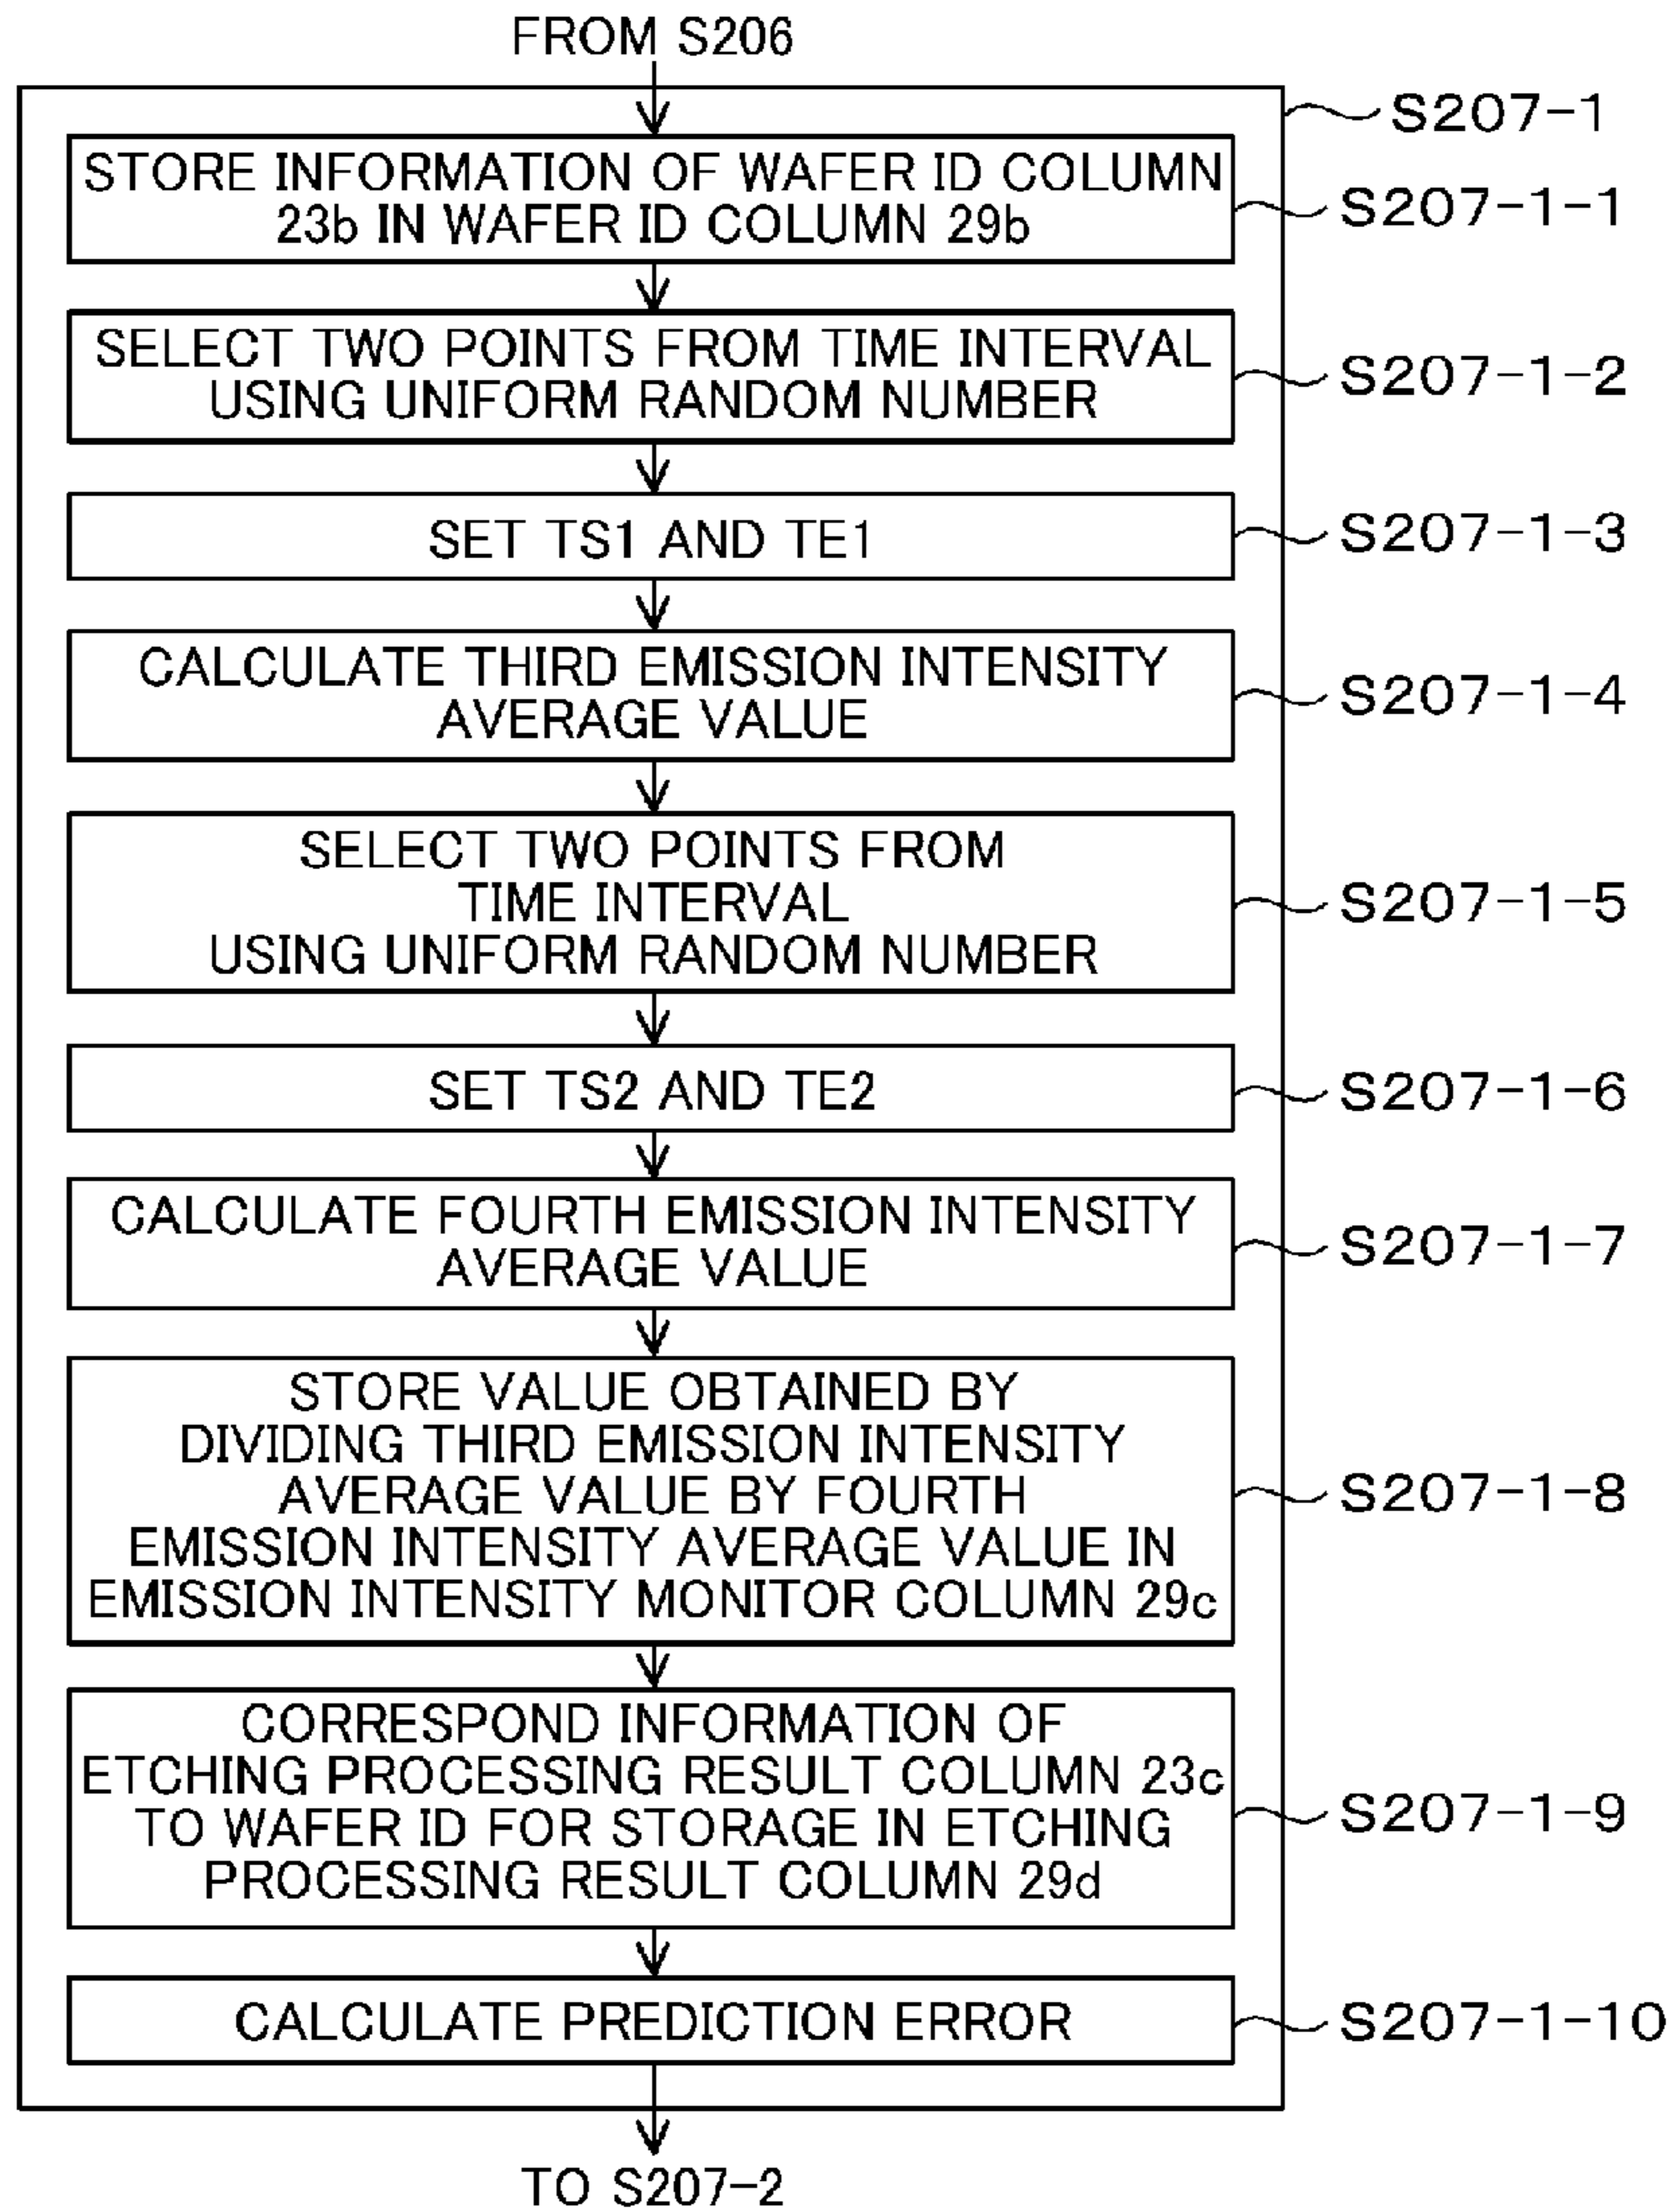 FROM S206
S207-1
STORE INFORMATION OF WAFER ID COLUMN
23b IN WAFER ID COLUMN 29b
S207-1-1
SELECT TWO POINTS FROM TIME INTERVAL
USING UNIFORM RANDOM NUMBER
S207-1-2
SET TS1 AND TE1
S207-1-3
CALCULATE THIRD EMISSION INTENSITY
AVERAGE VALUE
S207-1-4
SELECT TWO POINTS FROM
TIME INTERVAL
USING UNIFORM RANDOM NUMBER
S207-1-5
SET TS2 AND TE2
S207-1-6
CALCULATE FOURTH EMISSION INTENSITY
AVERAGE VALUE
S207-1-7
STORE VALUE OBTAINED BY
DIVIDING THIRD EMISSION INTENSITY
AVERAGE VALUE BY FOURTH
EMISSION INTENSITY AVERAGE VALUE IN
EMISSION INTENSITY MONITOR COLUMN 29c
S207-1-8
CORRESPOND INFORMATION OF
ETCHING PROCESSING RESULT COLUMN 23c
TO WAFER ID FOR STORAGE IN ETCHING
PROCESSING RESULT COLUMN 29d
S207-1-9
CALCULATE PREDICTION ERROR
S207-1-10
TO S207-2